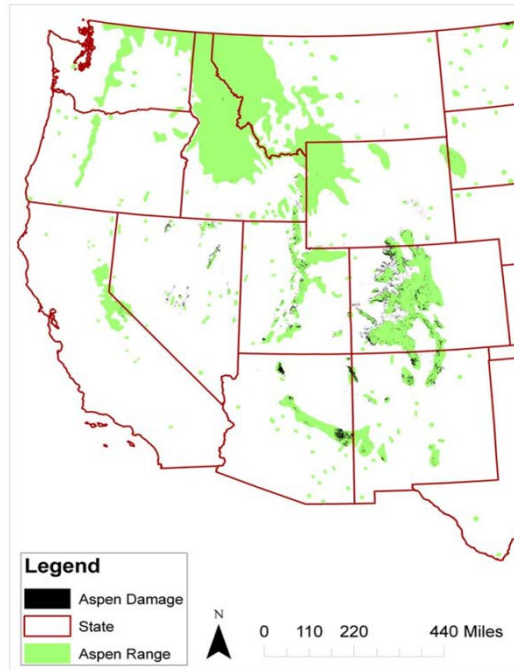 Legend
Aspen Damage
State
Aspen Range
N
0 110 220 440 Miles